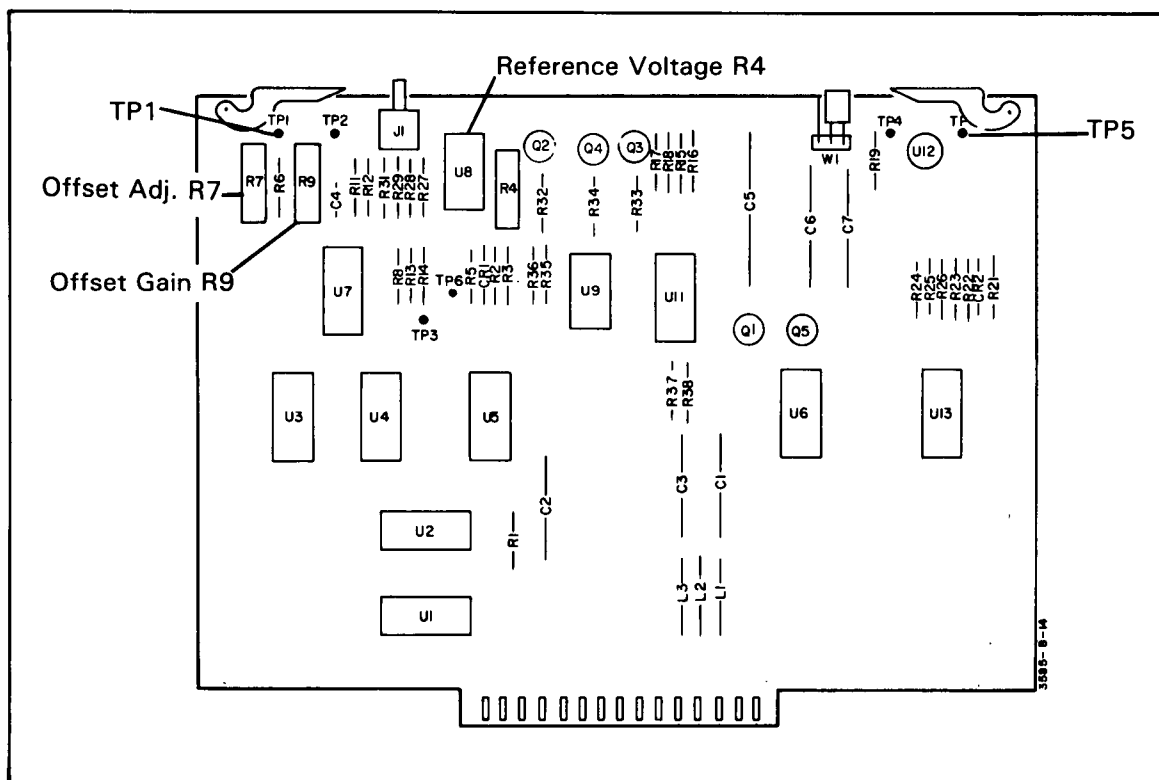 Reference Voltage R4
TP1
TP5
Offset Adj. R7
Offset Gain R9
TP1
TP2
J1
W1
TP4
TP
R7
R6
R9
C4
R11
R12
R31
R29
R28
R27
U8
R4
Q2
R32
Q4
R34
Q3
R33
R17
R18
R15
R16
C5
C6
C7
R19
U12
U7
R8
R13
R14
TP6
TP3
R5
CR1
R2
R3
R36
R35
U9
U11
Q1
Q5
R24
R25
R26
R23
R22
CR2
R21
U3
U4
U5
R37
R38
U6
U13
U2
R1
C2
C3
C1
U1
L3
L2
L1
3585-B-14